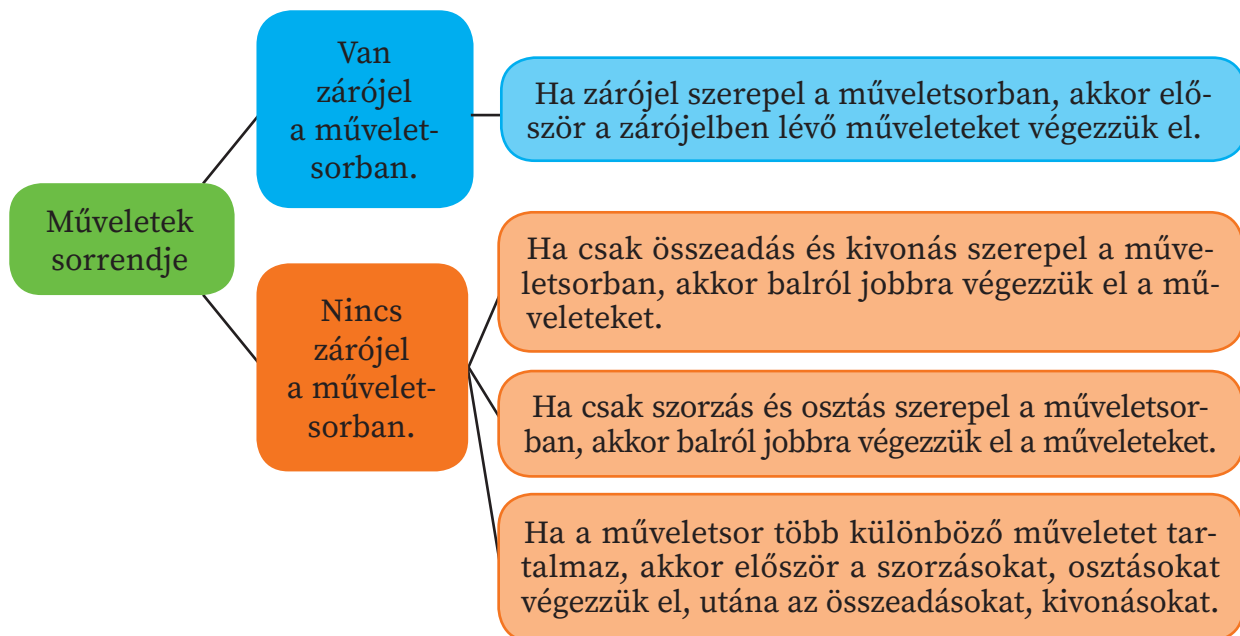 Műveletek
sorrendje
Van
zárójel
a művelet-
sorban.
Ha zárójel szerepel a műveletsorban, akkor elő-
ször a zárójelben lévő műveleteket végezzük el.
Nincs
zárójel
a művelet-
sorban.
Ha csak összeadás és kivonás szerepel a műve-
letsorban, akkor balról jobbra végezzük el a mű-
veleteket.
Ha csak szorzás és osztás szerepel a műveletsor-
ban, akkor balról jobbra végezzük el a műveleteket.
Ha a műveletsor több különböző műveletet tar-
talmaz, akkor először a szorzásokat, osztásokat
végezzük el, utána az összeadásokat, kivonásokat.